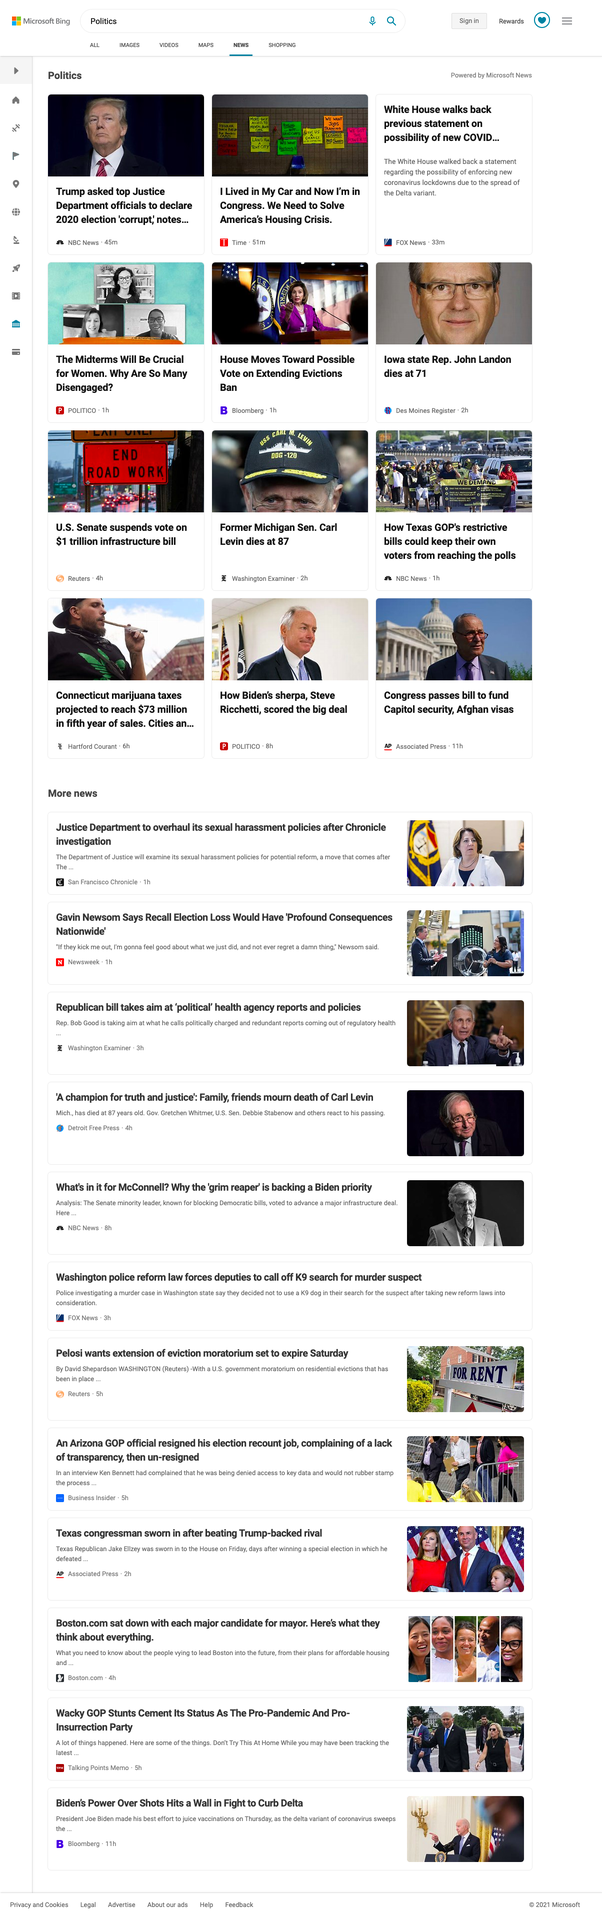 Microsoft Bing
Politics
Sign in
Rewards
ALL
IMAGES
VIDEOS
MAPS
NEWS
SHOPPING
Politics
Powered by Microsoft News
Trump asked top Justice
Department officials to declare
2020 election 'corrupt,' notes...
NBC News · 45m
I Lived in My Car and Now I'm in
Congress. We Need to Solve
America's Housing Crisis.
Time · 51m
White House walks back
previous statement on
possibility of new COVID...
The White House walked back a statement
regarding the possibility of enforcing new
coronavirus lockdowns due to the spread of
the Delta variant.
FOX News · 33m
The Midterms Will Be Crucial
for Women. Why Are So Many
Disengaged?
POLITICO · 1h
House Moves Toward Possible
Vote on Extending Evictions
Ban
Bloomberg · 1h
Iowa state Rep. John Landon
dies at 71
Des Moines Register · 2h
EXIT ONLY
END
ROAD WORK
U.S. Senate suspends vote on
$1 trillion infrastructure bill
Reuters · 4h
USS CARL M. LEVIN
DDG-120
Former Michigan Sen. Carl
Levin dies at 87
Washington Examiner · 2h
WE DEMAND
How Texas GOP's restrictive
bills could keep their own
voters from reaching the polls
NBC News · 1h
Connecticut marijuana taxes
projected to reach $73 million
in fifth year of sales. Cities an...
Hartford Courant · 6h
How Biden's sherpa, Steve
Ricchetti, scored the big deal
POLITICO · 8h
Congress passes bill to fund
Capitol security, Afghan visas
AP Associated Press · 11h
More news
Justice Department to overhaul its sexual harassment policies after Chronicle
investigation
The Department of Justice will examine its sexual harassment policies for potential reform, a move that comes after
The ...
San Francisco Chronicle · 1h
Gavin Newsom Says Recall Election Loss Would Have 'Profound Consequences
Nationwide'
"If they kick me out, I'm gonna feel good about what we just did, and not ever regret a damn thing," Newsom said.
N Newsweek · 1h
Republican bill takes aim at 'political' health agency reports and policies
Rep. Bob Good is taking aim at what he calls politically charged and redundant reports coming out of regulatory health
...
Washington Examiner · 3h
'A champion for truth and justice': Family, friends mourn death of Carl Levin
Mich., has died at 87 years old. Gov. Gretchen Whitmer, U.S. Sen. Debbie Stabenow and others react to his passing.
Detroit Free Press · 4h
What's in it for McConnell? Why the 'grim reaper' is backing a Biden priority
Analysis: The Senate minority leader, known for blocking Democratic bills, voted to advance a major infrastructure deal.
Here ...
NBC News · 8h
Washington police reform law forces deputies to call off K9 search for murder suspect
Police investigating a murder case in Washington state say they decided not to use a K9 dog in their search for the suspect after taking new reform laws into
consideration.
FOX News · 3h
Pelosi wants extension of eviction moratorium set to expire Saturday
By David Shepardson WASHINGTON (Reuters) -With a U.S. government moratorium on residential evictions that has
been in place ...
Reuters · 5h
FOR RENT
An Arizona GOP official resigned his election recount job, complaining of a lack
of transparency, then un-resigned
In an interview Ken Bennett had complained that he was being denied access to key data and would not rubber stamp
the process ...
Business Insider · 5h
Texas congressman sworn in after beating Trump-backed rival
Texas Republican Jake Ellzey was sworn in to the House on Friday, days after winning a special election in which he
defeated ...
AP Associated Press · 2h
Boston.com sat down with each major candidate for mayor. Here's what they
think about everything.
What you need to know about the people vying to lead Boston into the future, from their plans for affordable housing
and ...
Boston.com · 4h
Wacky GOP Stunts Cement Its Status As The Pro-Pandemic And Pro-
Insurrection Party
A lot of things happened. Here are some of the things. Don't Try This At Home While you may have been tracking the
latest ...
Talking Points Memo · 5h
Biden's Power Over Shots Hits a Wall in Fight to Curb Delta
President Joe Biden made his best effort to juice vaccinations on Thursday, as the delta variant of coronavirus sweeps
the ...
Bloomberg · 11h
Privacy and Cookies
Legal
Advertise
About our ads
Help
Feedback
© 2021 Microsoft